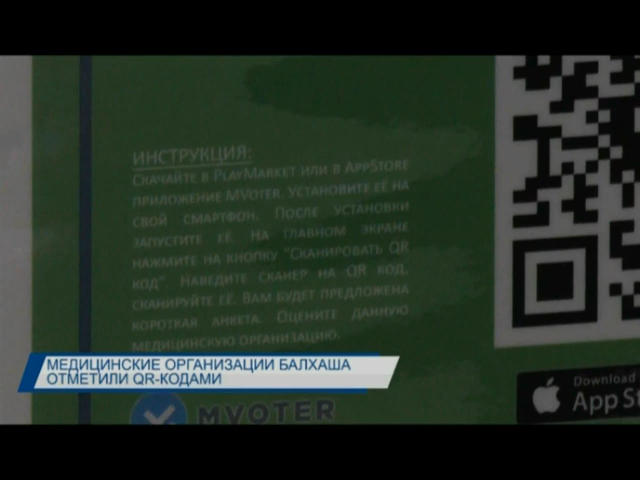 ИНСТРУКЦИЯ:
СКАЧАЙТЕ В PLAYMARKET ИЛИ В APPSTORE
ПРИЛОЖЕНИЕ MVOTER. УСТАНОВИТЕ ЕЁ НА
СВОЙ СМАРТФОН. ПОСЛЕ УСТАНОВКИ
ЗАПУСТИТЕ ЕЁ. НА ГЛАВНОМ ЭКРАНЕ
НАЖМИТЕ НА КНОПКУ "СКАНИРОВАТЬ QR
КОД". НАВЕДИТЕ СКАНЕР НА QR КОД,
СКАНИРУЙТЕ ЕЁ. ВАМ БУДЕТ ПРЕДЛОЖЕНА
КОРОТКАЯ АНКЕТА. ОЦЕНИТЕ ДАННУЮ
МЕДИЦИНСКУЮ ОРГАНИЗАЦИЮ.
МЕДИЦИНСКИЕ ОРГАНИЗАЦИИ БАЛХАША
ОТМЕТИЛИ QR-КОДАМИ
MVOTER
Download
App St